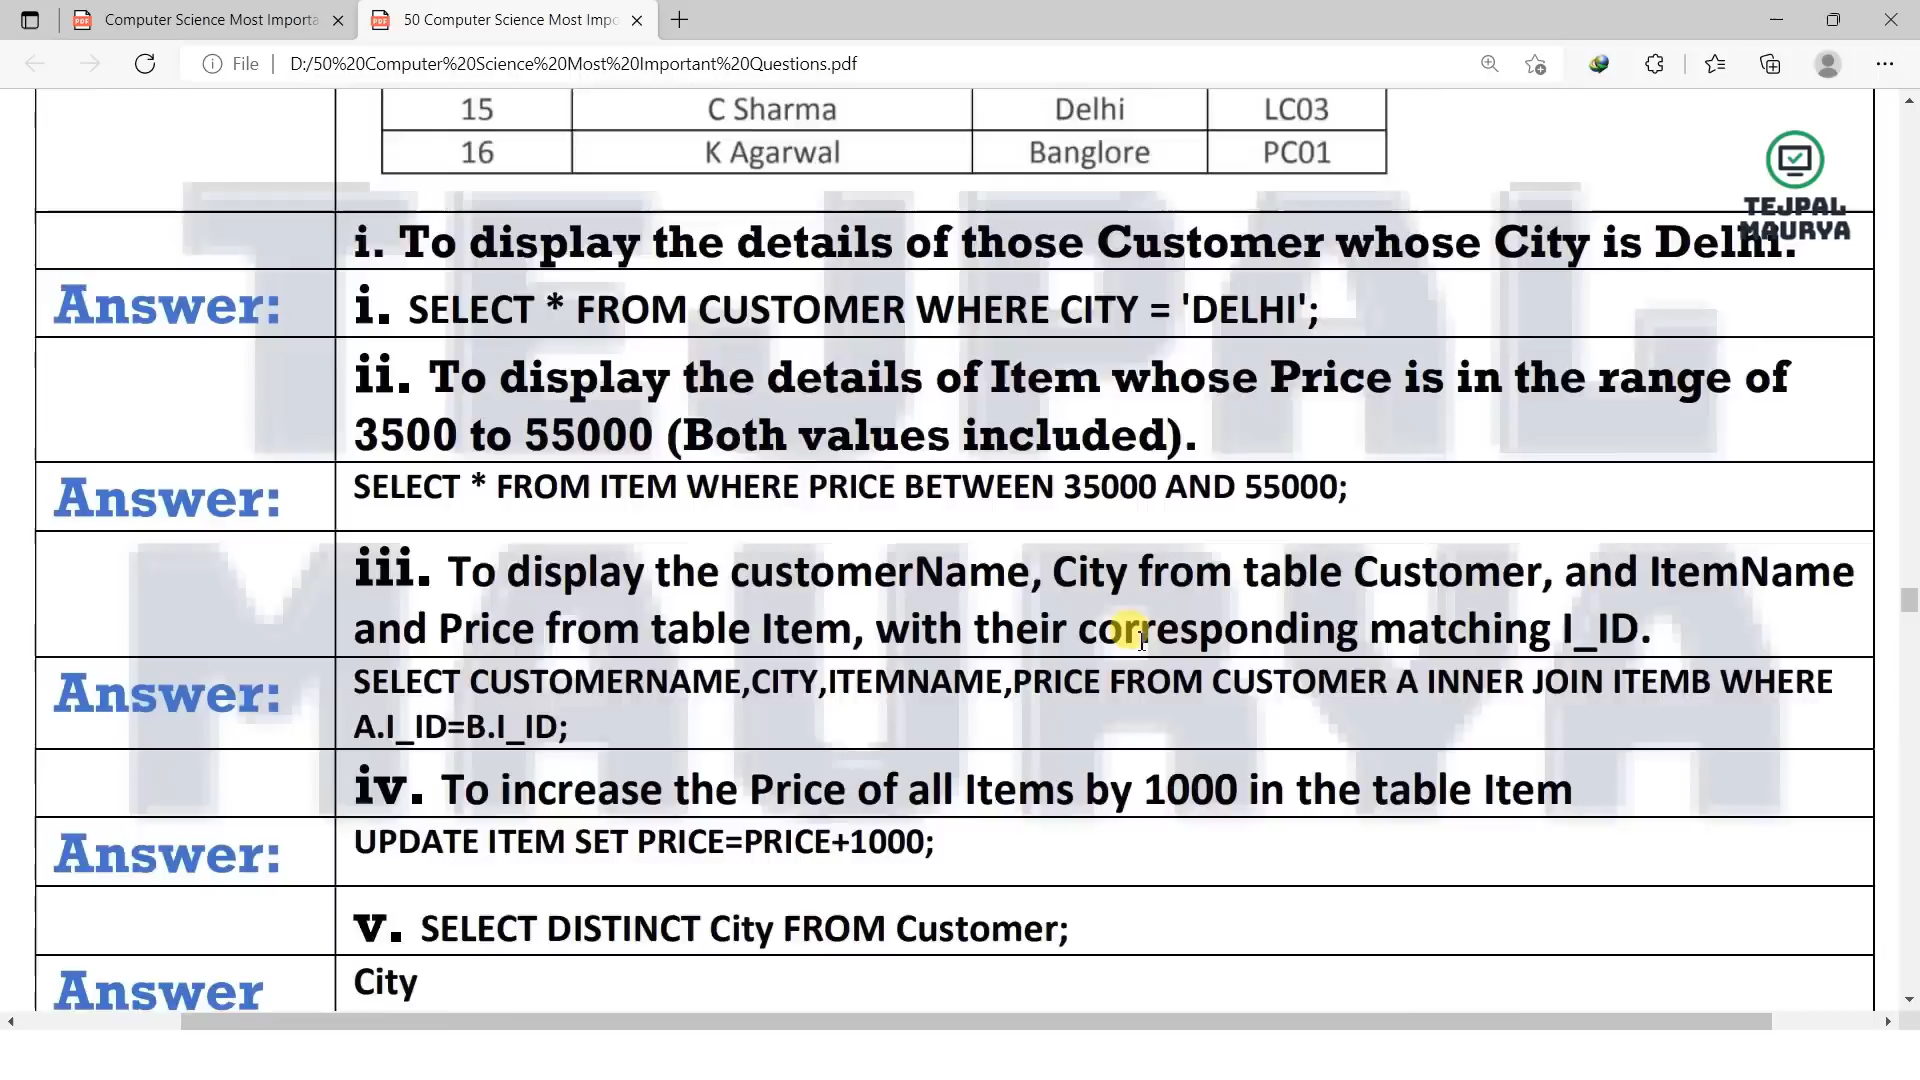 Computer Science Most Importa
50 Computer Science Most Impo
File
D:/50%20Computer%20Science%20Most%20Important%20Questions.pdf
15 C Sharma Delhi LC03
16 K Agarwal Banglore PC01
TEJPAL
MAURYA
i. To display the details of those Customer whose City is Delhi.
Answer: i. SELECT * FROM CUSTOMER WHERE CITY = 'DELHI';
ii. To display the details of Item whose Price is in the range of
3500 to 55000 (Both values included).
Answer: SELECT * FROM ITEM WHERE PRICE BETWEEN 35000 AND 55000;
iii. To display the customerName, City from table Customer, and ItemName
and Price from table Item, with their corresponding matching I_ID.
Answer: SELECT CUSTOMERNAME,CITY,ITEMNAME,PRICE FROM CUSTOMER A INNER JOIN ITEMB WHERE
A.I_ID=B.I_ID;
iv. To increase the Price of all Items by 1000 in the table Item
Answer: UPDATE ITEM SET PRICE=PRICE+1000;
v. SELECT DISTINCT City FROM Customer;
Answer City
TEJPAL
MAURYA